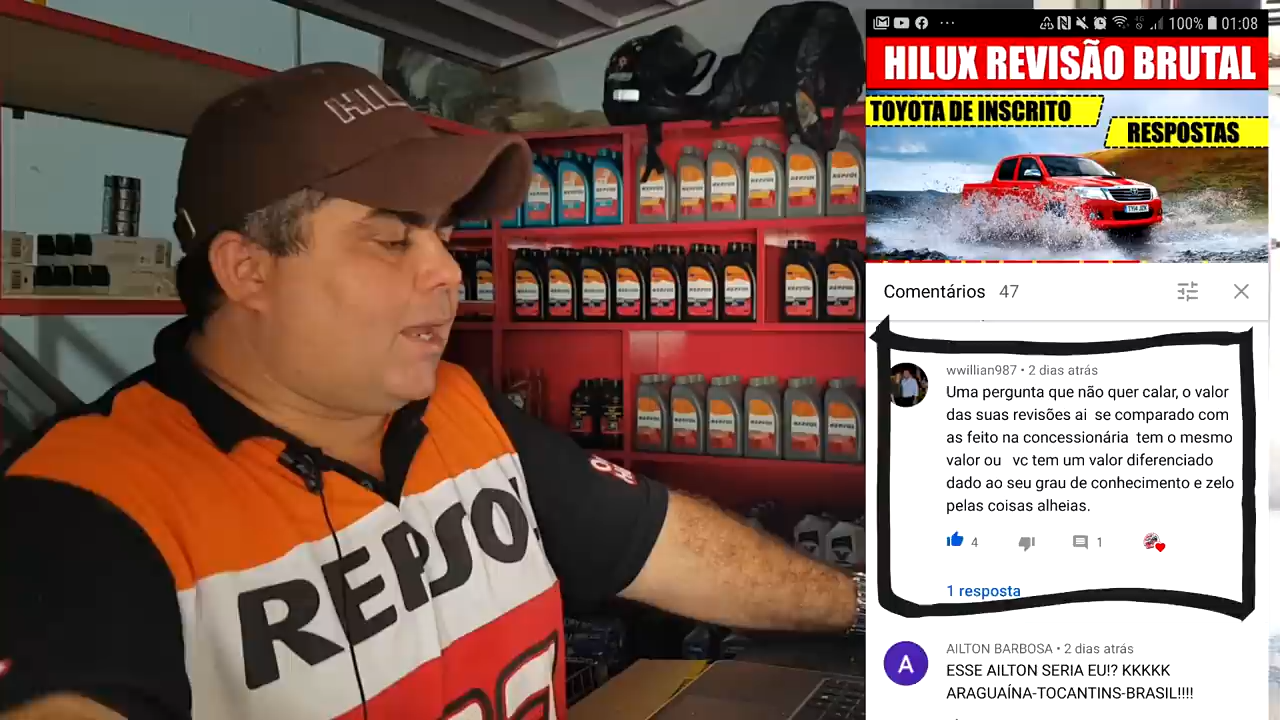 HILU
REPSOL
REPSOL
100% 01:08
HILUX REVISÃO BRUTAL
TOYOTA DE INSCRITO
RESPOSTAS
Comentários 47
wwillian987 • 2 dias atrás
Uma pergunta que não quer calar, o valor
das suas revisões ai se comparado com
as feito na concessionária tem o mesmo
valor ou vc tem um valor diferenciado
dado ao seu grau de conhecimento e zelo
pelas coisas alheias.
4
1
1 resposta
A
AILTON BARBOSA • 2 dias atrás
ESSE AILTON SERIA EU!? KKKKK
ARAGUAÍNA-TOCANTINS-BRASIL!!!!